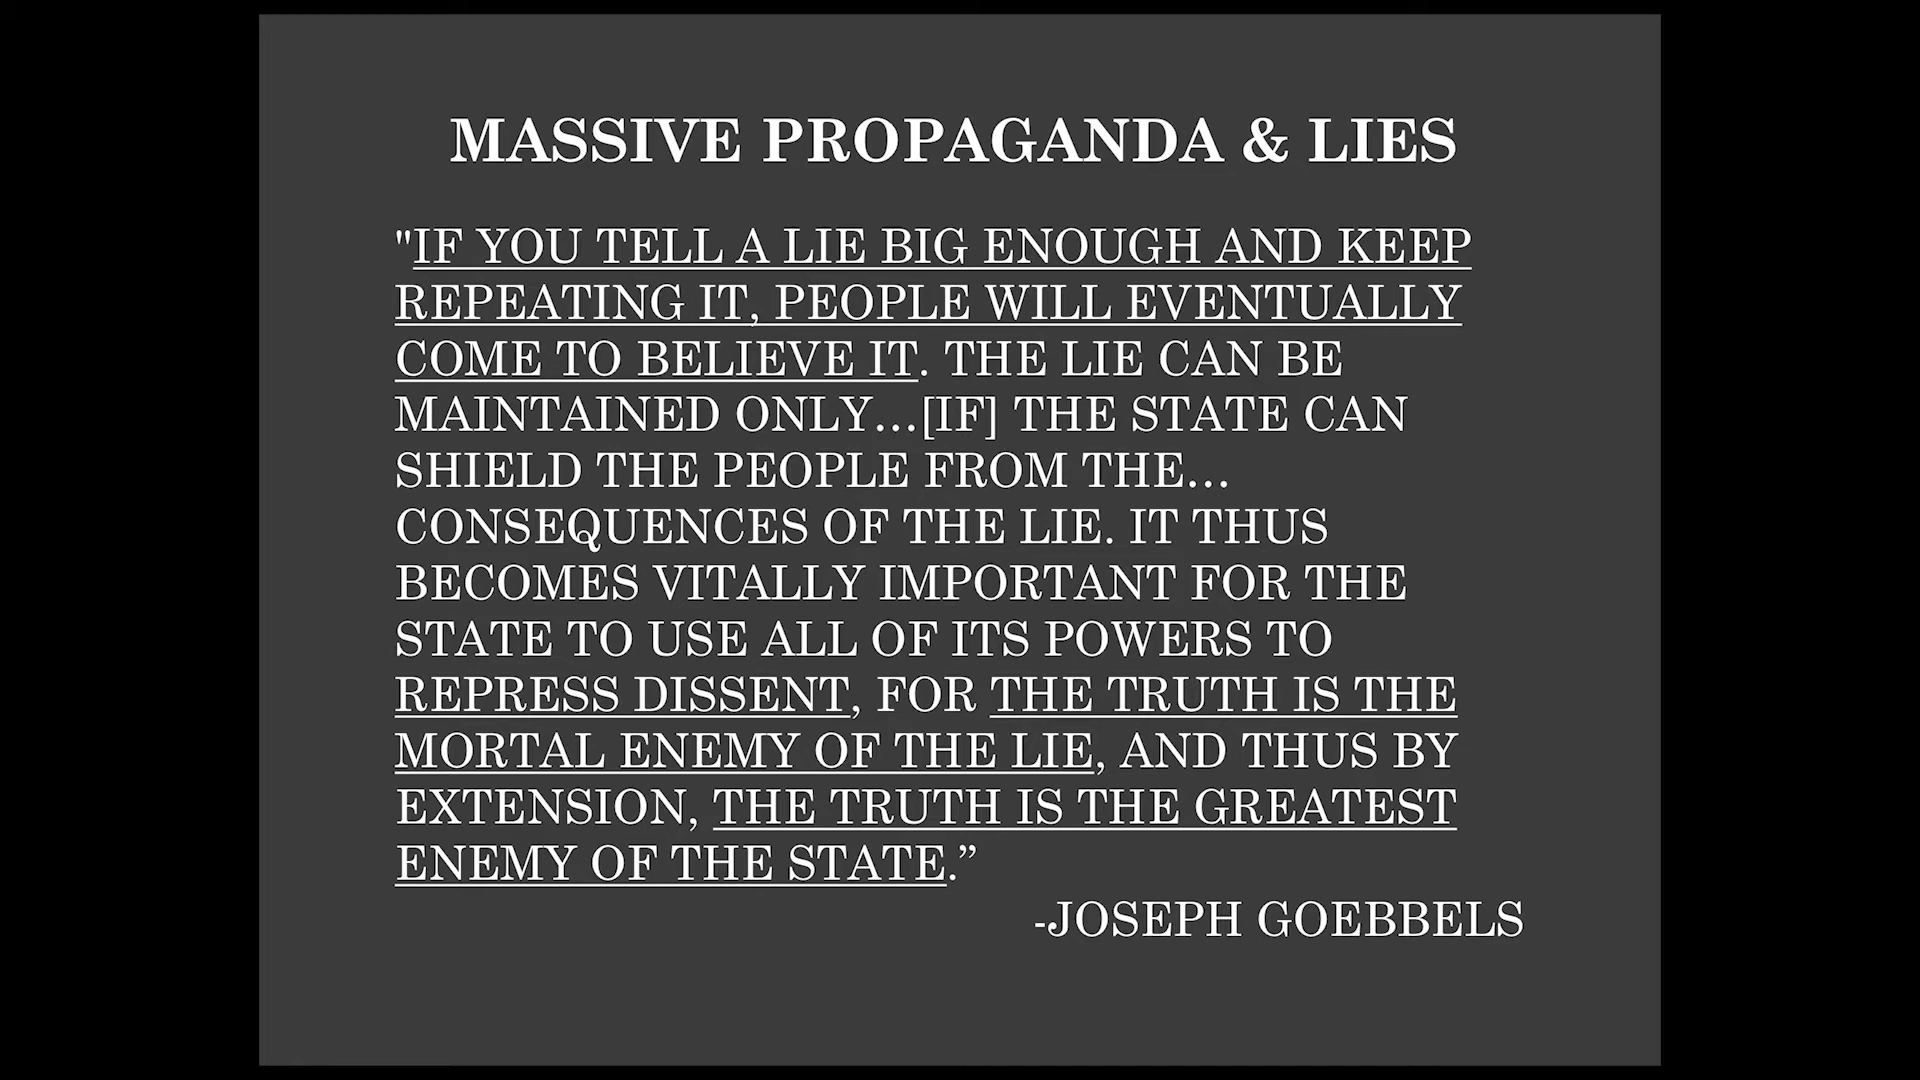 MASSIVE PROPAGANDA & LIES
"IF YOU TELL A LIE BIG ENOUGH AND KEEP
REPEATING IT, PEOPLE WILL EVENTUALLY
COME TO BELIEVE IT. THE LIE CAN BE
MAINTAINED ONLY...[IF] THE STATE CAN
SHIELD THE PEOPLE FROM THE...
CONSEQUENCES OF THE LIE. IT THUS
BECOMES VITALLY IMPORTANT FOR THE
STATE TO USE ALL OF ITS POWERS TO
REPRESS DISSENT, FOR THE TRUTH IS THE
MORTAL ENEMY OF THE LIE, AND THUS BY
EXTENSION, THE TRUTH IS THE GREATEST
ENEMY OF THE STATE.”
-JOSEPH GOEBBELS